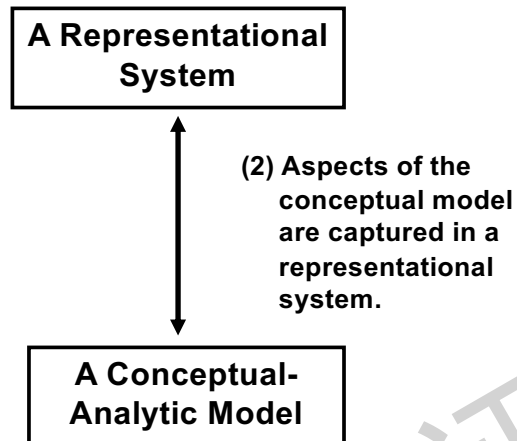 A Representational
System
(2) Aspects of the
conceptual model
are captured in a
representational
system.
A Conceptual-
Analytic Model